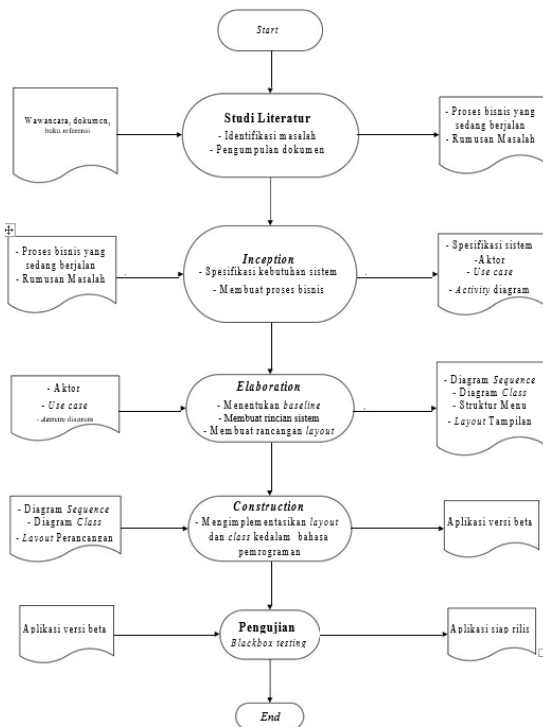 Start
Wawancara, dokumen,
buku referensi
Studi Literatur
- Identifikasi masalah
- Pengumpulan dokumen
- Proses bisnis yang
sedang berjalan
- Rumusan Masalah
- Proses bisnis yang
sedang berjalan
- Rumusan Masalah
Inception
- Spesifikasi kebutuhan sistem
- Membuat proses bisnis
- Spesifikasi sistem
-Aktor
- Use case
- Activity diagram
- Aktor
- Use case
- Activity diagram
Elaboration
- Menentukan baseline
- Membuat rincian sistem
- Membuat rancangan layout
- Diagram Sequence
- Diagram Class
- Struktur Menu
- Layout Tampilan
- Diagram Sequence
- Diagram Class
- Layout Perancangan
Construction
- Mengimplementasikan layout
dan class kedalam bahasa
pemrograman
Aplikasi versi beta
Aplikasi versi beta
Pengujian
Blackbox testing
Aplikasi siap rilis
End